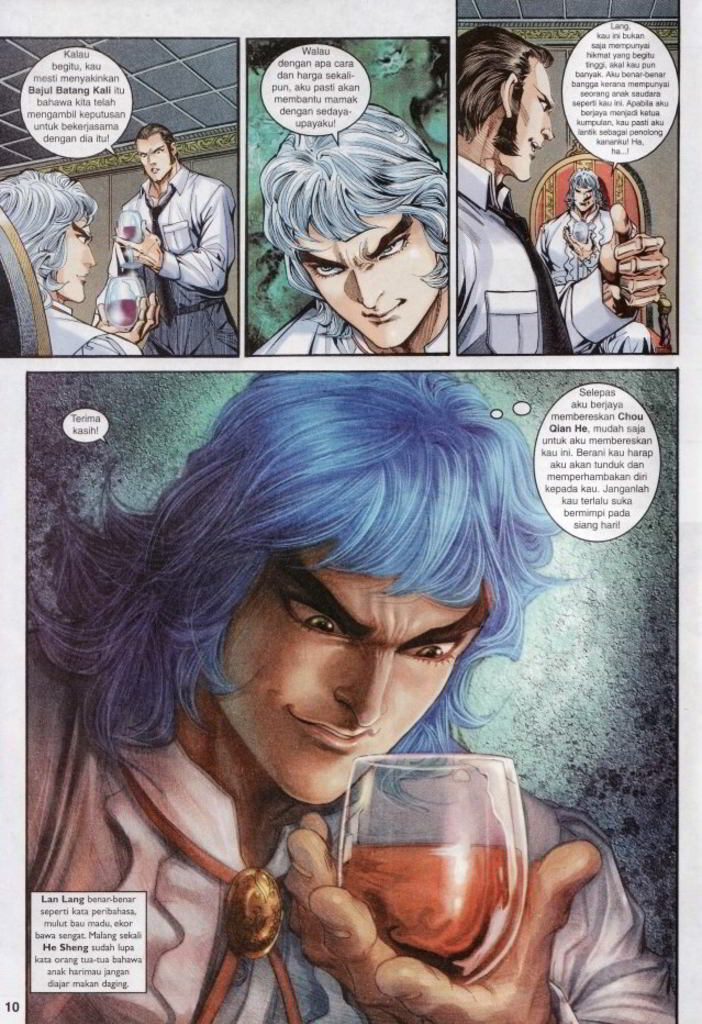 Kalau
begitu, kau
mesti menyakinkan
Bajul Batang Kali itu
bahawa kita telah
mengambil keputusan
untuk bekerjasama
dengan dia itu!
Walau
dengan apa cara
dan harga sekali-
pun, aku pasti akan
membantu mamak
dengan sedaya-
upayaku!
Lang,
kau ini bukan
saja mempunyai
hikmat yang begitu
tinggi, akal kau pun
banyak. Aku benar-benar
bangga kerana mempunyai
seorang anak saudara
seperti kau ini. Apabila aku
berjaya menjadi ketua
kumpulan, kau pasti aku
lantik sebagai penolong
kananku! Ha,
ha...!
Terima
kasih!
Selepas
aku berjaya
membereskan Chou
Qian He, mudah saja
untuk aku membereskan
kau ini. Berani kau harap
aku akan tunduk dan
memperhambakan diri
kepada kau. Janganlah
kau terlalu suka
bermimpi pada
siang hari!
Lan Lang benar-benar
seperti kata peribahasa,
mulut bau madu, ekor
bawa sengat. Malang sekali
He Sheng sudah lupa
kata orang tua-tua bahawa
anak harimau jangan
diajar makan daging.
10